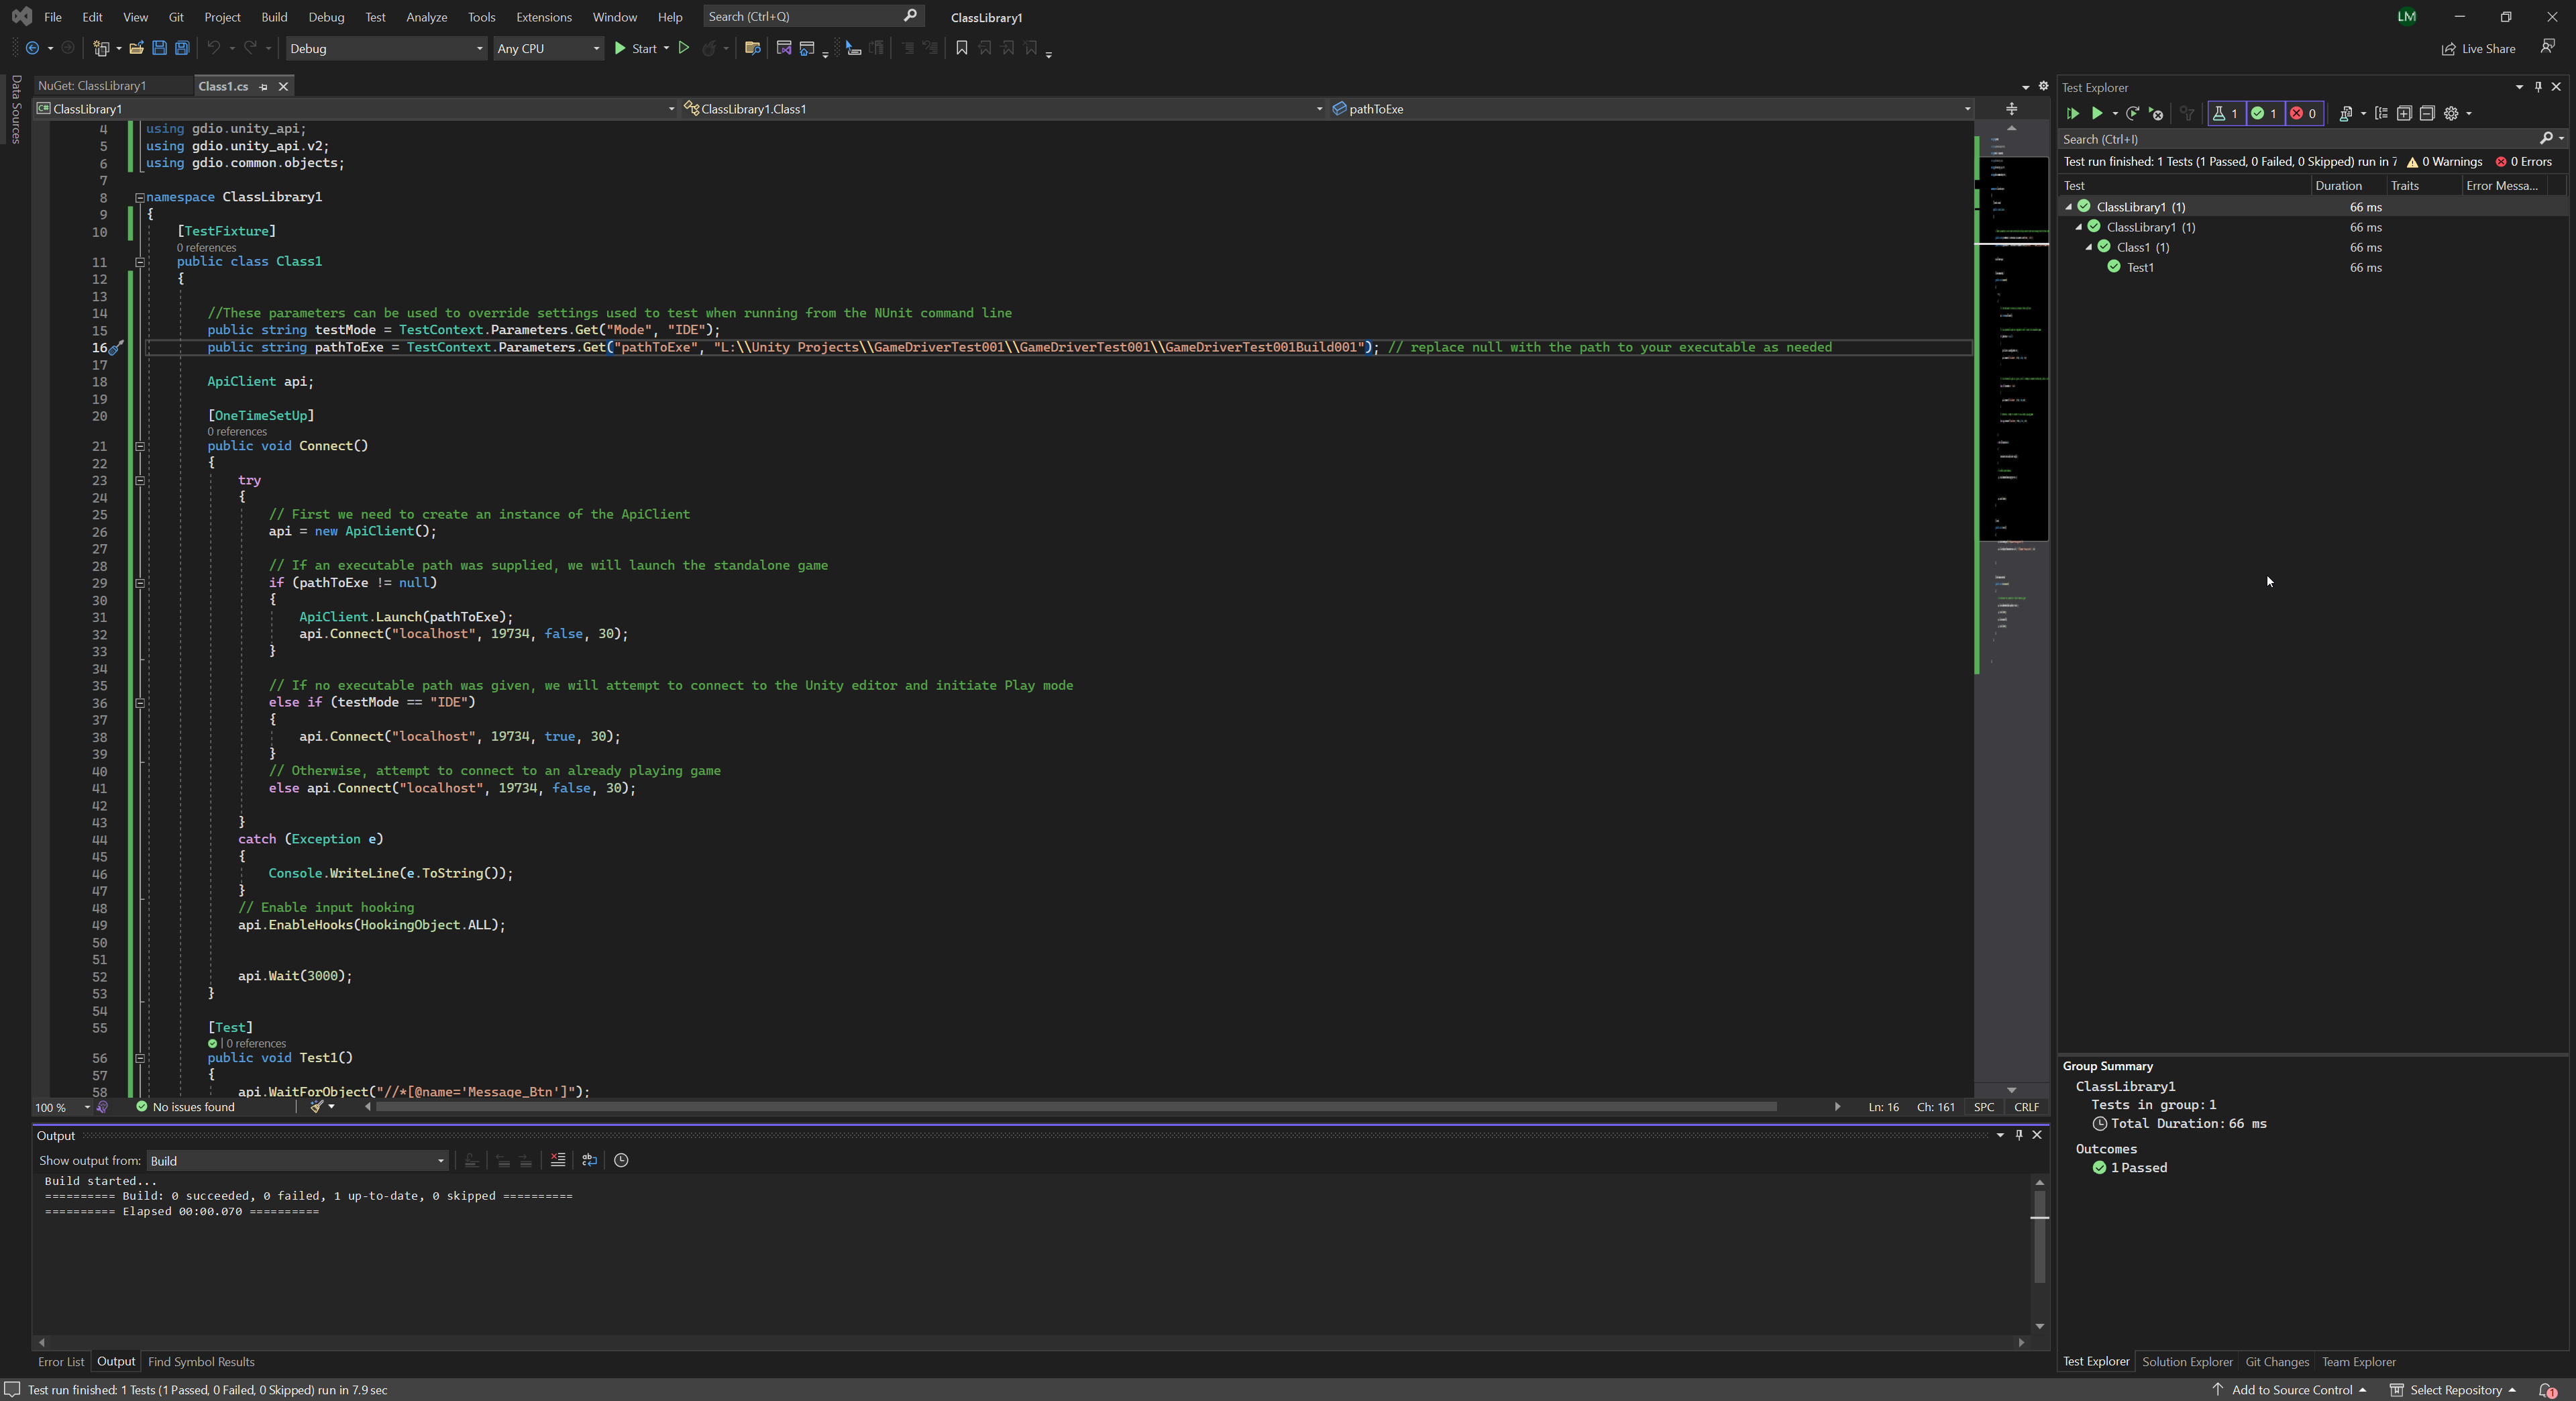 File Edit View Git Project Build Debug Test Analyze Tools Extensions Window Help Search (Ctrl+Q) ClassLibrary1 LM
Debug Any CPU Start Live Share
Data Sources
NuGet: ClassLibrary1 Class1.cs
ClassLibrary1 ClassLibrary1.Class1 pathToExe
4 using gdio.unity_api;
5 using gdio.unity_api.v2;
6 using gdio.common.objects;
7
8 namespace ClassLibrary1
9 {
10 [TestFixture]
0 references
11 public class Class1
12 {
13
14 //These parameters can be used to override settings used to test when running from the NUnit command line
15 public string testMode = TestContext.Parameters.Get("Mode", "IDE");
16 public string pathToExe = TestContext.Parameters.Get("pathToExe", "L:\\Unity Projects\\GameDriverTest001\\GameDriverTest001\\GameDriverTest001Build001"); // replace null with the path to your executable as needed
17
18 ApiClient api;
19
20 [OneTimeSetUp]
0 references
21 public void Connect()
22 {
23 try
24 {
25 // First we need to create an instance of the ApiClient
26 api = new ApiClient();
27
28 // If an executable path was supplied, we will launch the standalone game
29 if (pathToExe != null)
30 {
31 ApiClient.Launch(pathToExe);
32 api.Connect("localhost", 19734, false, 30);
33 }
34
35 // If no executable path was given, we will attempt to connect to the Unity editor and initiate Play mode
36 else if (testMode == "IDE")
37 {
38 api.Connect("localhost", 19734, true, 30);
39 }
40 // Otherwise, attempt to connect to an already playing game
41 else api.Connect("localhost", 19734, false, 30);
42
43 }
44 catch (Exception e)
45 {
46 Console.WriteLine(e.ToString());
47 }
48 // Enable input hooking
49 api.EnableHooks(HookingObject.ALL);
50
51
52 api.Wait(3000);
53 }
54
55 [Test]
0 references
56 public void Test1()
57 {
58 api.WaitForObject("//*[@name='Message_Btn']");
100 % No issues found Ln: 16 Ch: 161 SPC CRLF
Output
Show output from: Build
Build started...
========== Build: 0 succeeded, 0 failed, 1 up-to-date, 0 skipped ==========
========== Elapsed 00:00.070 ==========
Error List Output Find Symbol Results
Test Explorer
1 1 0
Search (Ctrl+I)
Test run finished: 1 Tests (1 Passed, 0 Failed, 0 Skipped) run in 7 0 Warnings 0 Errors
Test Duration Traits Error Messa...
ClassLibrary1 (1) 66 ms
ClassLibrary1 (1) 66 ms
Class1 (1) 66 ms
Test1 66 ms
Group Summary
ClassLibrary1
Tests in group: 1
Total Duration: 66 ms
Outcomes
1 Passed
Test Explorer Solution Explorer Git Changes Team Explorer
Test run finished: 1 Tests (1 Passed, 0 Failed, 0 Skipped) run in 7.9 sec Add to Source Control Select Repository 1